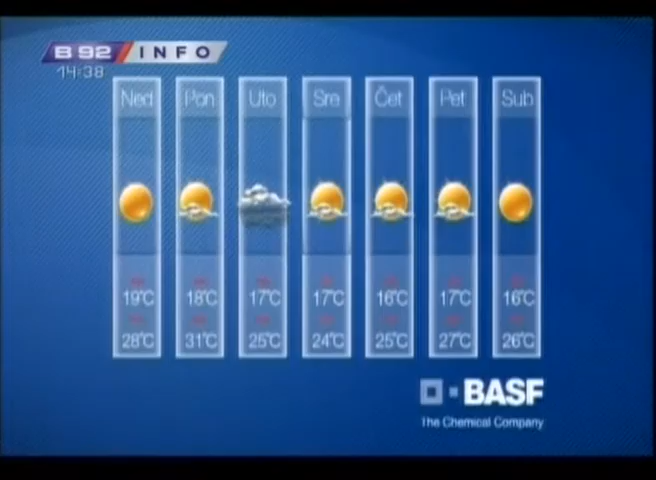 B 92 INFO
14:38
Ned Pon Uto Sre Čet Pet Sub
19°C 18°C 17°C 17°C 16°C 17°C 16°C
28°C 31°C 25°C 24°C 25°C 27°C 26°C
BASF
The Chemical Company